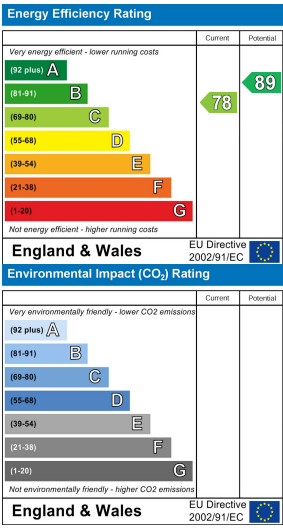 Energy Efficiency Rating
Current Potential
Very energy efficient - lower running costs
(92 plus) A
(81-91) B
(69-80) C
(55-68) D
(39-54) E
(21-38) F
(1-20) G
78
89
Not energy efficient - higher running costs
England & Wales
EU Directive
2002/91/EC
Environmental Impact (CO₂) Rating
Current Potential
Very environmentally friendly - lower CO2 emissions
(92 plus) A
(81-91) B
(69-80) C
(55-68) D
(39-54) E
(21-38) F
(1-20) G
Not environmentally friendly - higher CO2 emissions
England & Wales
EU Directive
2002/91/EC